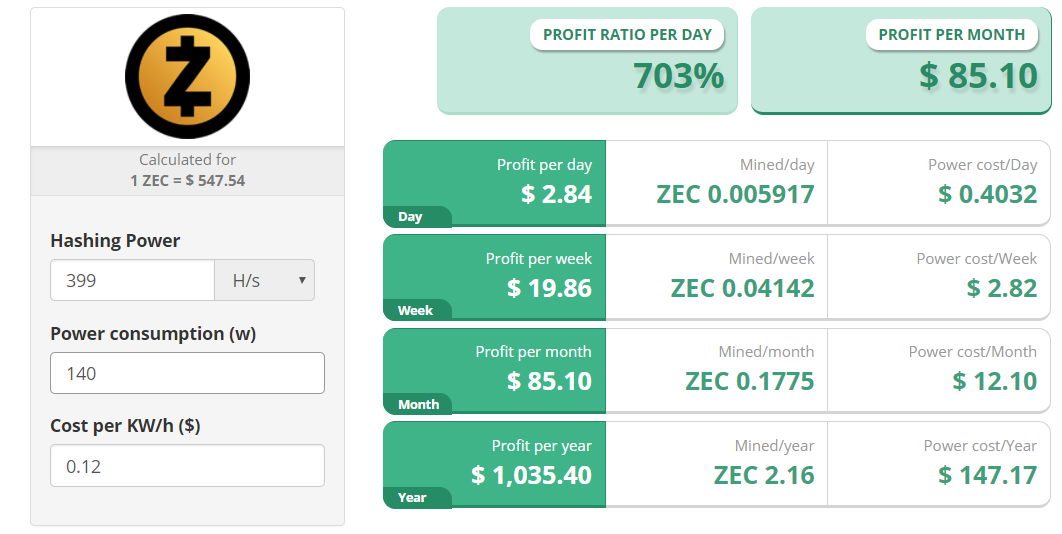 Calculated for
1 ZEC = $ 547.54
Hashing Power
399 H/s
Power consumption (w)
140
Cost per KW/h ($)
0.12
PROFIT RATIO PER DAY
703%
PROFIT PER MONTH
$ 85.10
Profit per day
$ 2.84
Day
Mined/day
ZEC 0.005917
Power cost/Day
$ 0.4032
Profit per week
$ 19.86
Week
Mined/week
ZEC 0.04142
Power cost/Week
$ 2.82
Profit per month
$ 85.10
Month
Mined/month
ZEC 0.1775
Power cost/Month
$ 12.10
Profit per year
$ 1,035.40
Year
Mined/year
ZEC 2.16
Power cost/Year
$ 147.17